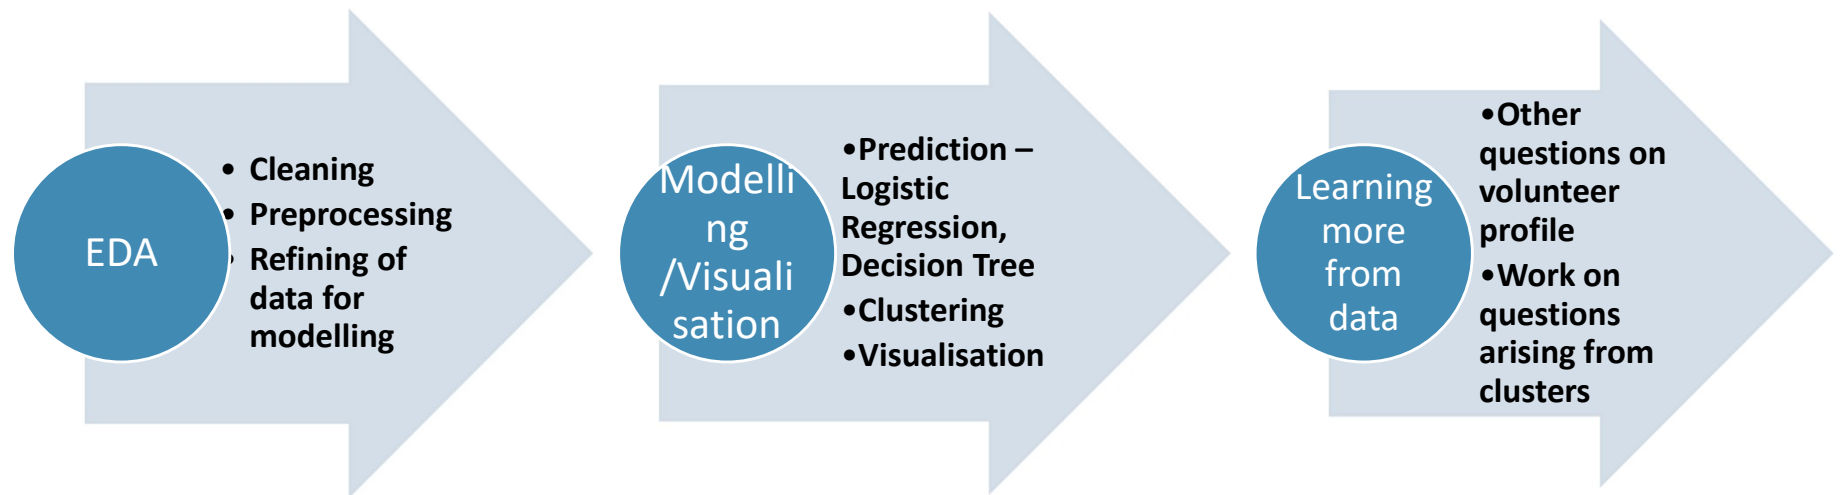 EDA
• Cleaning
• Preprocessing
• Refining of
data for
modelling
Modelli
ng
/Visuali
sation
•Prediction –
Logistic
Regression,
Decision Tree
•Clustering
•Visualisation
Learning
more
from
data
•Other
questions on
volunteer
profile
•Work on
questions
arising from
clusters